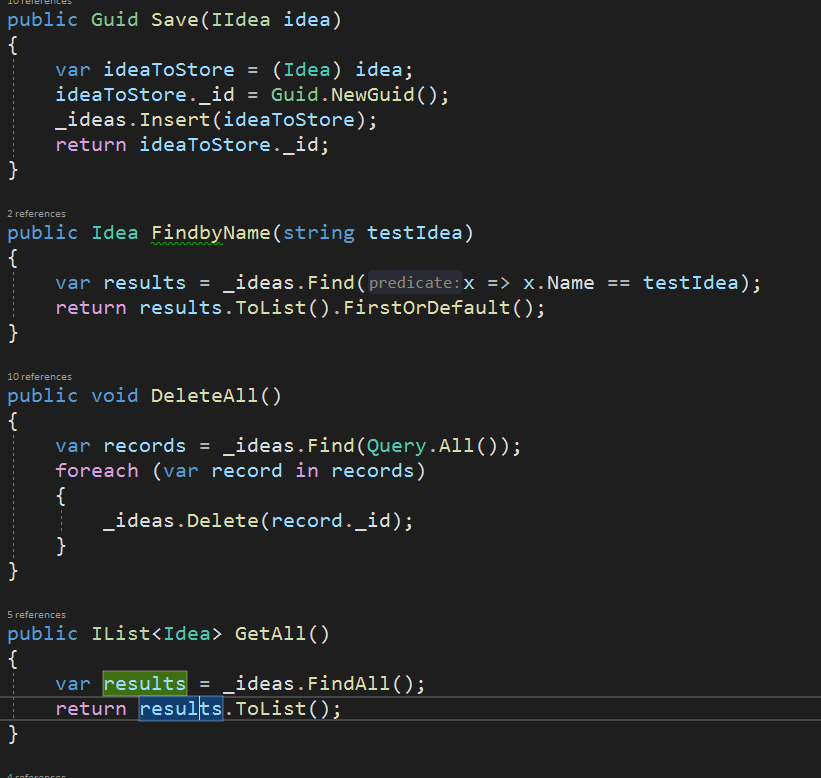 10 references
public Guid Save(IIdea idea)
{
var ideaToStore = (Idea) idea;
ideaToStore._id = Guid.NewGuid();
_ideas.Insert(ideaToStore);
return ideaToStore._id;
}
2 references
public Idea FindbyName(string testIdea)
{
var results = _ideas.Find(predicate: x => x.Name == testIdea);
return results.ToList().FirstOrDefault();
}
10 references
public void DeleteAll()
{
var records = _ideas.Find(Query.All());
foreach (var record in records)
{
_ideas.Delete(record._id);
}
}
5 references
public IList<Idea> GetAll()
{
var results = _ideas.FindAll();
return results.ToList();
}
4 references